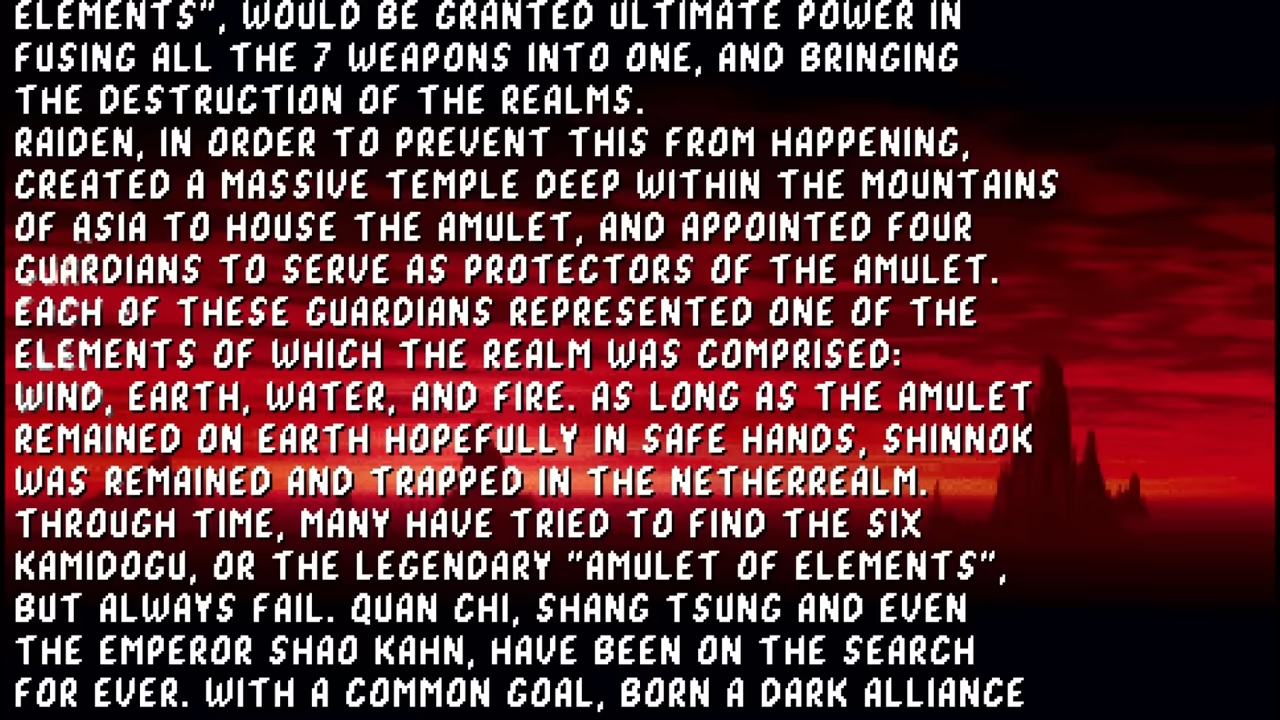 ELEMENTS", WOULD BE GRANTED ULTIMATE POWER IN
FUSING ALL THE 7 WEAPONS INTO ONE, AND BRINGING
THE DESTRUCTION OF THE REALMS.
RAIDEN, IN ORDER TO PREVENT THIS FROM HAPPENING,
CREATED A MASSIVE TEMPLE DEEP WITHIN THE MOUNTAINS
OF ASIA TO HOUSE THE AMULET, AND APPOINTED FOUR
GUARDIANS TO SERVE AS PROTECTORS OF THE AMULET.
EACH OF THESE GUARDIANS REPRESENTED ONE OF THE
ELEMENTS OF WHICH THE REALM WAS COMPRISED:
WIND, EARTH, WATER, AND FIRE. AS LONG AS THE AMULET
REMAINED ON EARTH HOPEFULLY IN SAFE HANDS, SHINNOK
WAS REMAINED AND TRAPPED IN THE NETHERREALM.
THROUGH TIME, MANY HAVE TRIED TO FIND THE SIX
KAMIDOGU, OR THE LEGENDARY "AMULET OF ELEMENTS",
BUT ALWAYS FAIL. QUAN CHI, SHANG TSUNG AND EVEN
THE EMPEROR SHAO KAHN, HAVE BEEN ON THE SEARCH
FOR EVER. WITH A COMMON GOAL, BORN A DARK ALLIANCE